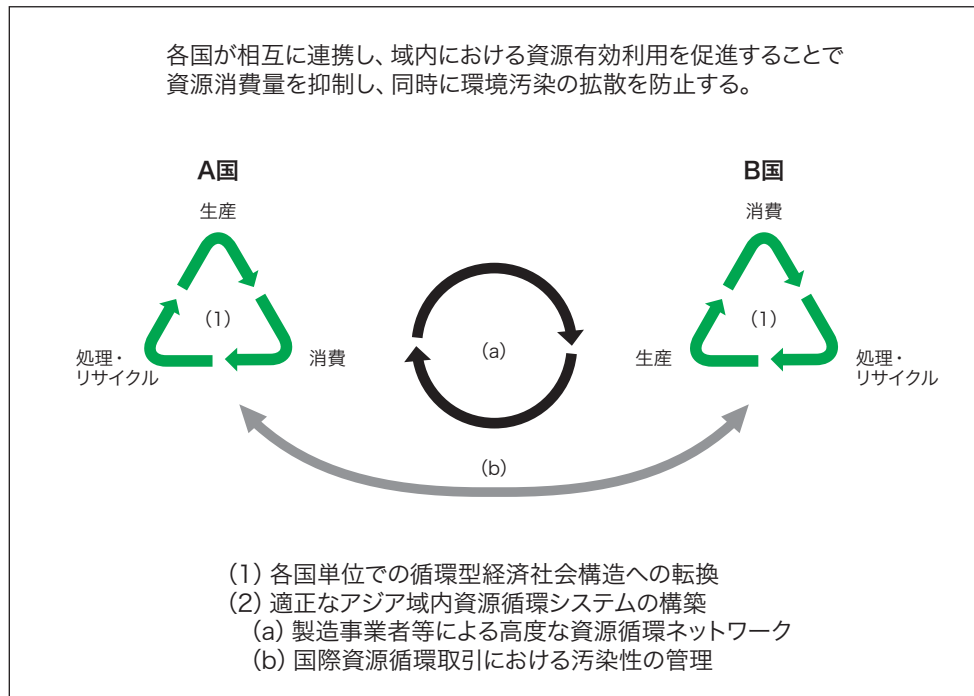 各国が相互に連携し、域内における資源有効利用を促進することで
資源消費量を抑制し、同時に環境汚染の拡散を防止する。
A国
生産
(1)
処理・
リサイクル
消費
(a)
B国
消費
(1)
生産
処理・
リサイクル
(b)
(1) 各国単位での循環型経済社会構造への転換
(2) 適正なアジア域内資源循環システムの構築
(a) 製造事業者等による高度な資源循環ネットワーク
(b) 国際資源循環取引における汚染性の管理